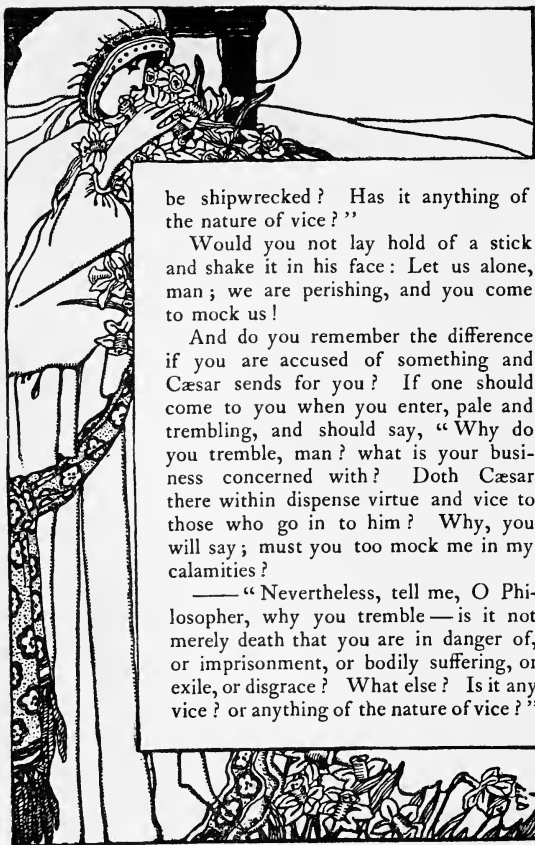 be shipwrecked ? Has it anything of
the nature of vice ? ”
Would you not lay hold of a stick
and shake it in his face : Let us alone,
man ; we are perishing, and you come
to mock us !
And do you remember the difference
if you are accused of something and
Cæsar sends for you ? If one should
come to you when you enter, pale and
trembling, and should say, “ Why do
you tremble, man ? what is your busi-
ness concerned with ? Doth Cæsar
there within dispense virtue and vice to
those who go in to him ? Why, you
will say ; must you too mock me in my
calamities ?
—— “ Nevertheless, tell me, O Phi-
losopher, why you tremble — is it not
merely death that you are in danger of,
or imprisonment, or bodily suffering, or
exile, or disgrace ? What else ? Is it any
vice ? or anything of the nature of vice ? ”